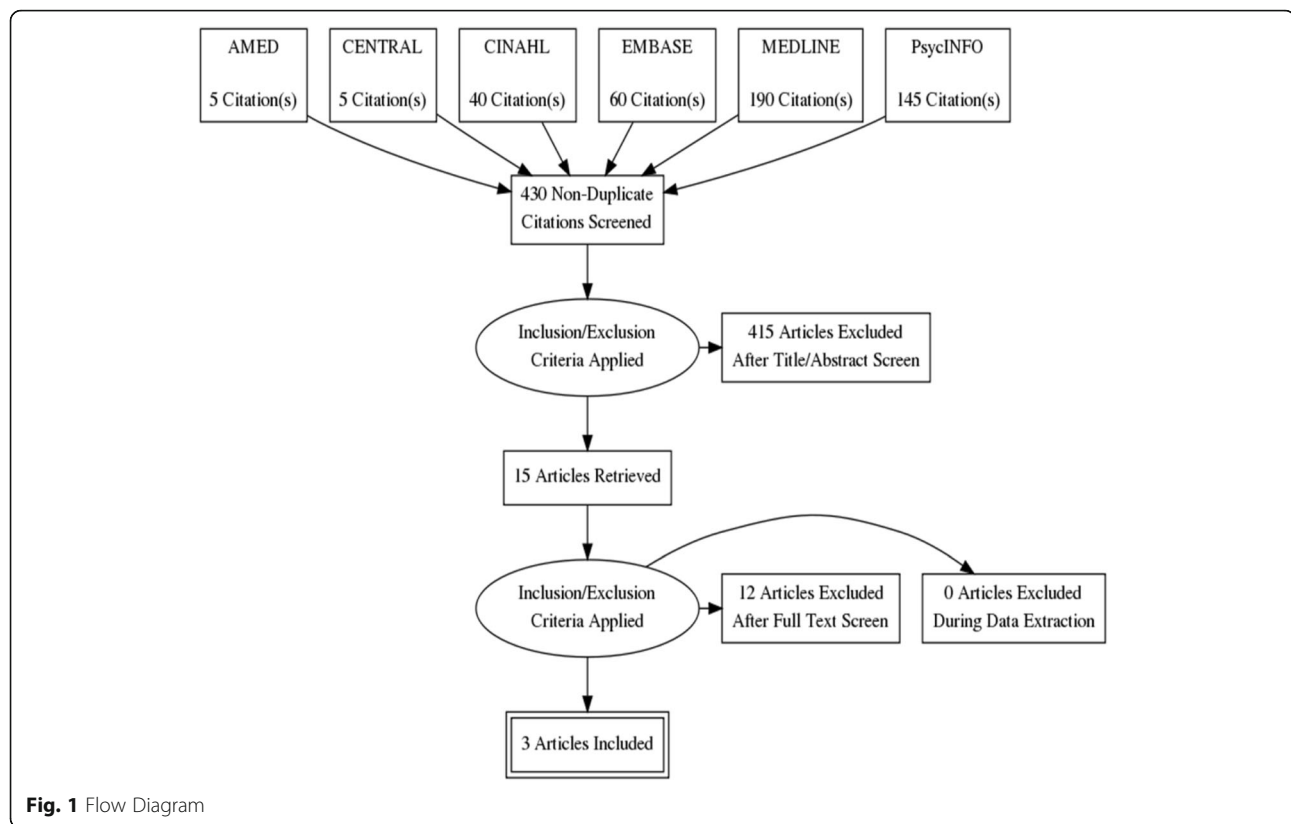 AMED
5 Citation(s)
CENTRAL
5 Citation(s)
CINAHL
40 Citation(s)
EMBASE
60 Citation(s)
MEDLINE
190 Citation(s)
PsycINFO
145 Citation(s)
430 Non-Duplicate
Citations Screened
Inclusion/Exclusion
Criteria Applied
415 Articles Excluded
After Title/Abstract Screen
15 Articles Retrieved
Inclusion/Exclusion
Criteria Applied
12 Articles Excluded
After Full Text Screen
0 Articles Excluded
During Data Extraction
3 Articles Included
Fig. 1 Flow Diagram